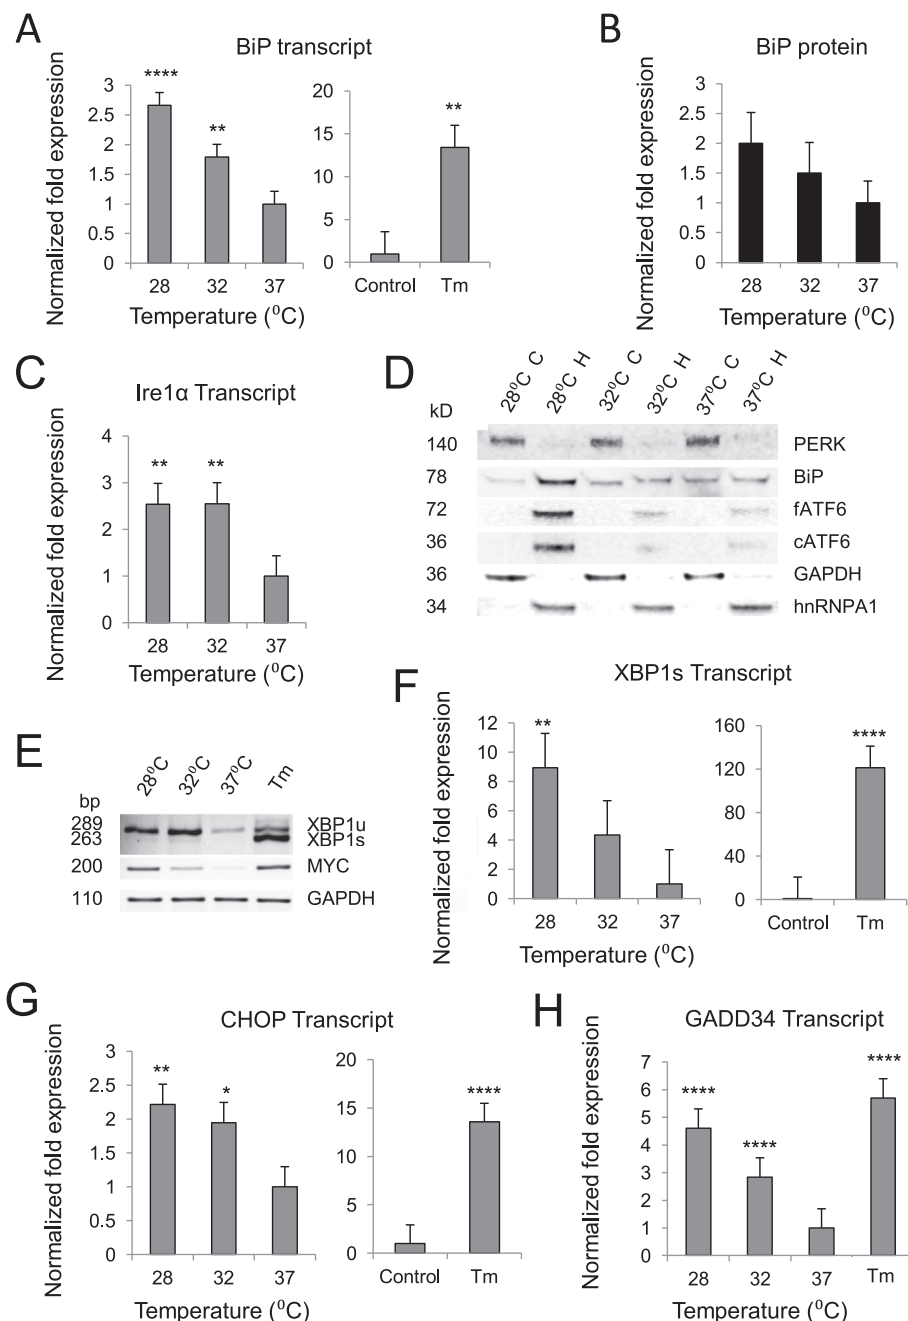 A
BiP transcript
Normalized fold expression
3
2.5
2
1.5
1
0.5
0
****
**
28
32
37
Temperature (⁰C)
20
15
10
5
0
**
Control
Tm
B
BiP protein
Normalized fold expression
3
2.5
2
1.5
1
0.5
0
28
32
37
Temperature (⁰C)
C
Ire1α Transcript
Normalized fold expression
4
3
2
1
0
**
**
28
32
37
Temperature (⁰C)
D
28⁰C C
28⁰C H
32⁰C C
32⁰C H
37⁰C C
37⁰C H
kD
140 PERK
78 BiP
72 fATF6
36 cATF6
36 GAPDH
34 hnRNPA1
E
28⁰C
32⁰C
37⁰C
Tm
bp
289 XBP1u
263 XBP1s
200 MYC
110 GAPDH
F
XBP1s Transcript
Normalized fold expression
12
10
8
6
4
2
0
**
28
32
37
Temperature (⁰C)
160
120
80
40
0
****
Control
Tm
G
CHOP Transcript
Normalized fold expression
3
2.5
2
1.5
1
0.5
0
**
*
28
32
37
Temperature (⁰C)
20
15
10
5
0
****
Control
Tm
H
GADD34 Transcript
Normalized fold expression
7
6
5
4
3
2
1
0
****
****
****
28
32
37
Tm
Temperature (⁰C)